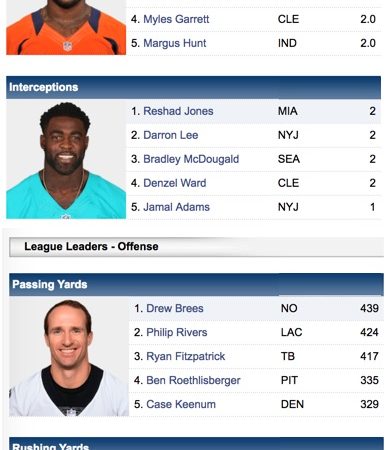 4. Myles Garrett CLE 2.0
5. Margus Hunt IND 2.0
Interceptions
1. Reshad Jones MIA 2
2. Darron Lee NYJ 2
3. Bradley McDougald SEA 2
4. Denzel Ward CLE 2
5. Jamal Adams NYJ 1
League Leaders - Offense
Passing Yards
1. Drew Brees NO 439
2. Philip Rivers LAC 424
3. Ryan Fitzpatrick TB 417
4. Ben Roethlisberger PIT 335
5. Case Keenum DEN 329
Rushing Yards